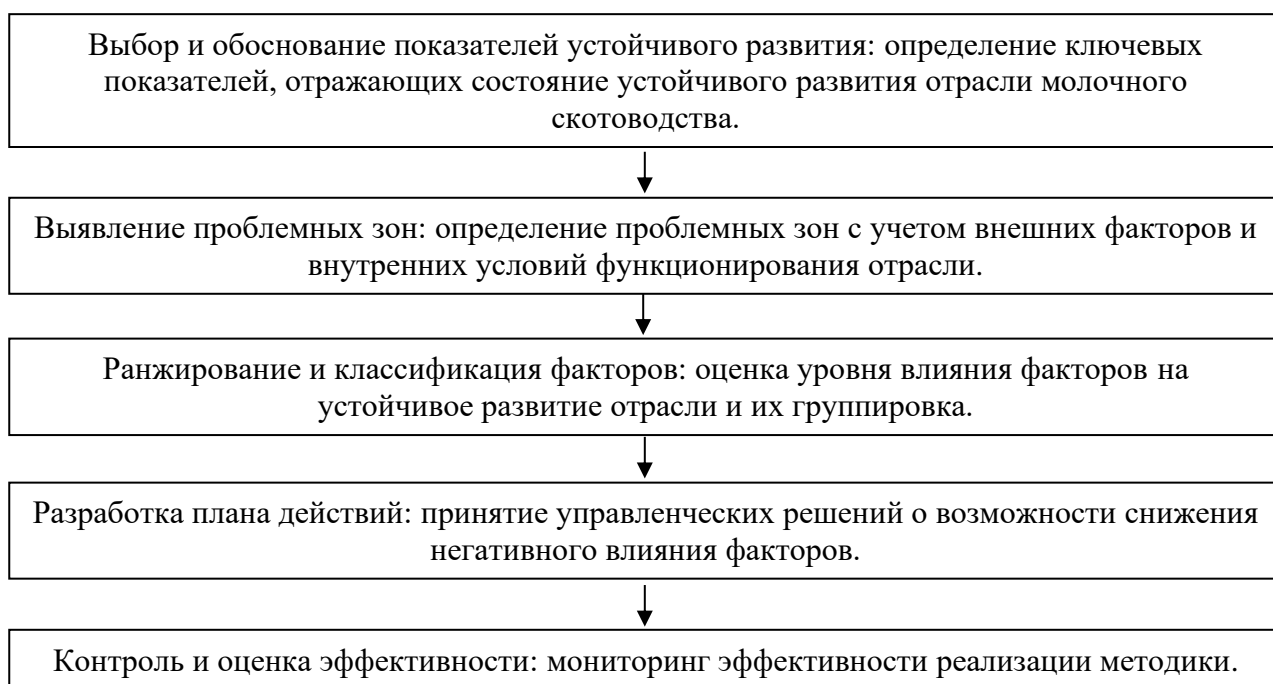 Выбор и обоснование показателей устойчивого развития: определение ключевых
показателей, отражающих состояние устойчивого развития отрасли молочного
скотоводства.
Выявление проблемных зон: определение проблемных зон с учетом внешних факторов и
внутренних условий функционирования отрасли.
Ранжирование и классификация факторов: оценка уровня влияния факторов на
устойчивое развитие отрасли и их группировка.
Разработка плана действий: принятие управленческих решений о возможности снижения
негативного влияния факторов.
Контроль и оценка эффективности: мониторинг эффективности реализации методики.